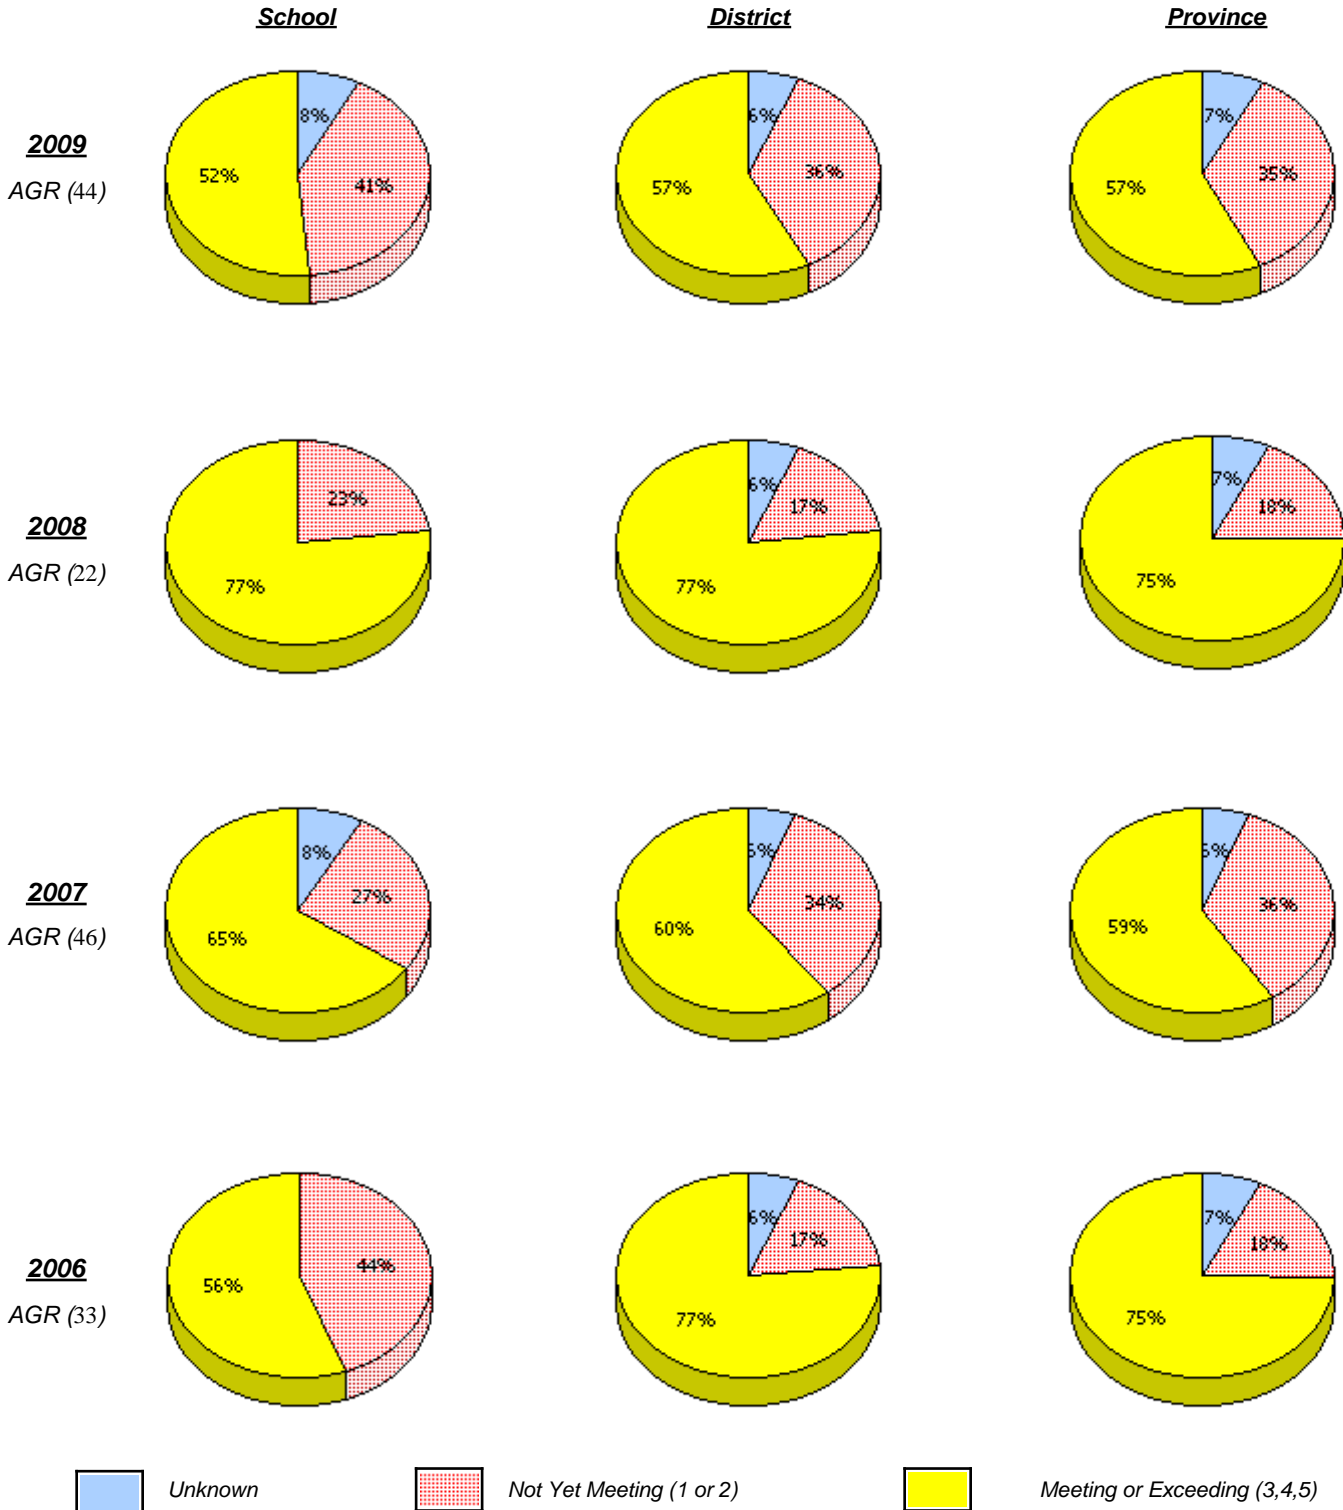 School District Province
2009
AGR (44)
8% 41% 52%
6% 36% 57%
7% 35% 57%
2008
AGR (22)
23% 77%
6% 17% 77%
7% 18% 75%
2007
AGR (46)
8% 27% 65%
34% 60%
36% 59%
2006
AGR (33)
44% 56%
6% 17% 77%
7% 18% 75%
Unknown Not Yet Meeting (1 or 2) Meeting or Exceeding (3,4,5)